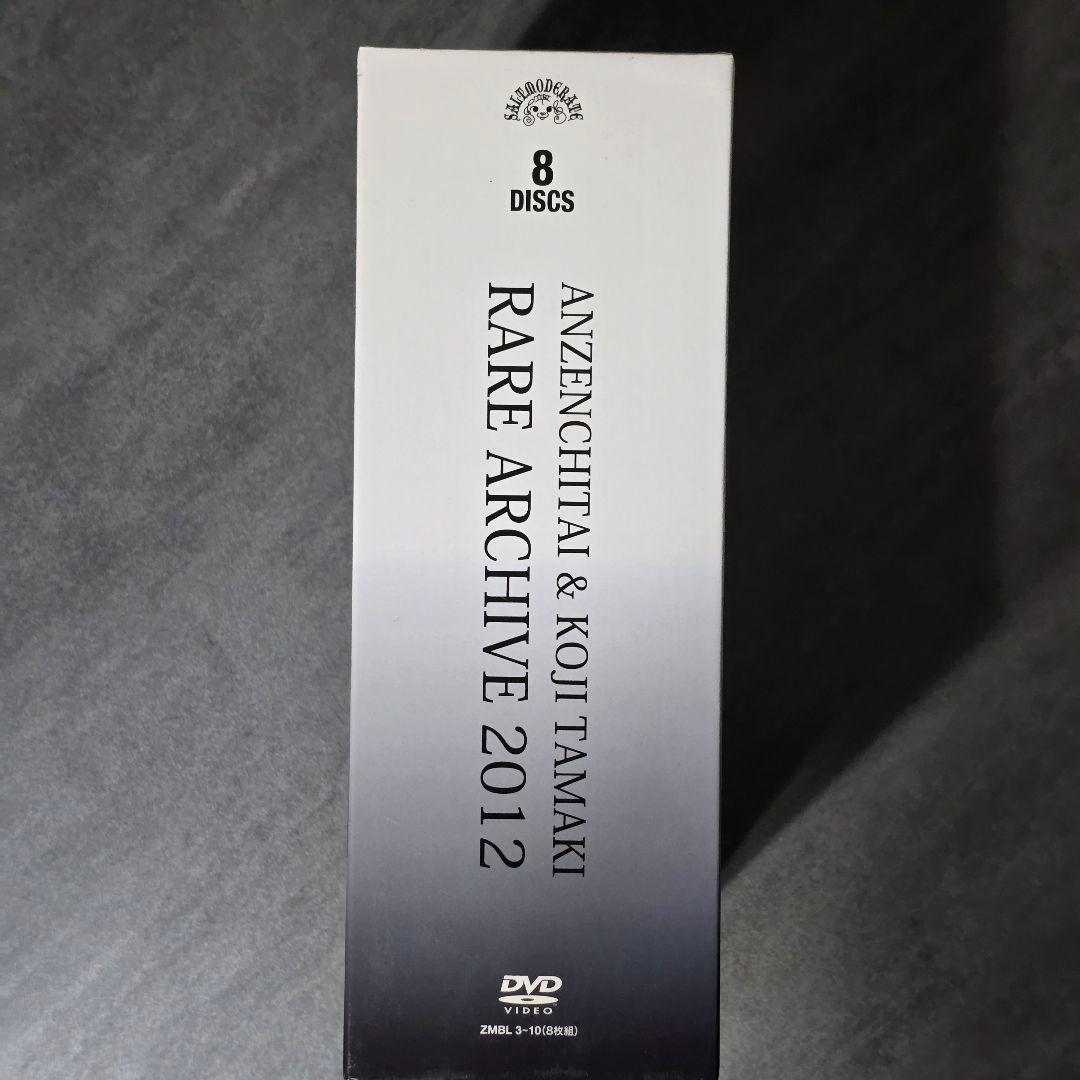 SALTMODERATE
8
DISCS
ANZENCHITAI & KOJI TAMAKI
RARE ARCHIVE 2012
DVD
VIDEO
ZMBL 3~10(8枚組)